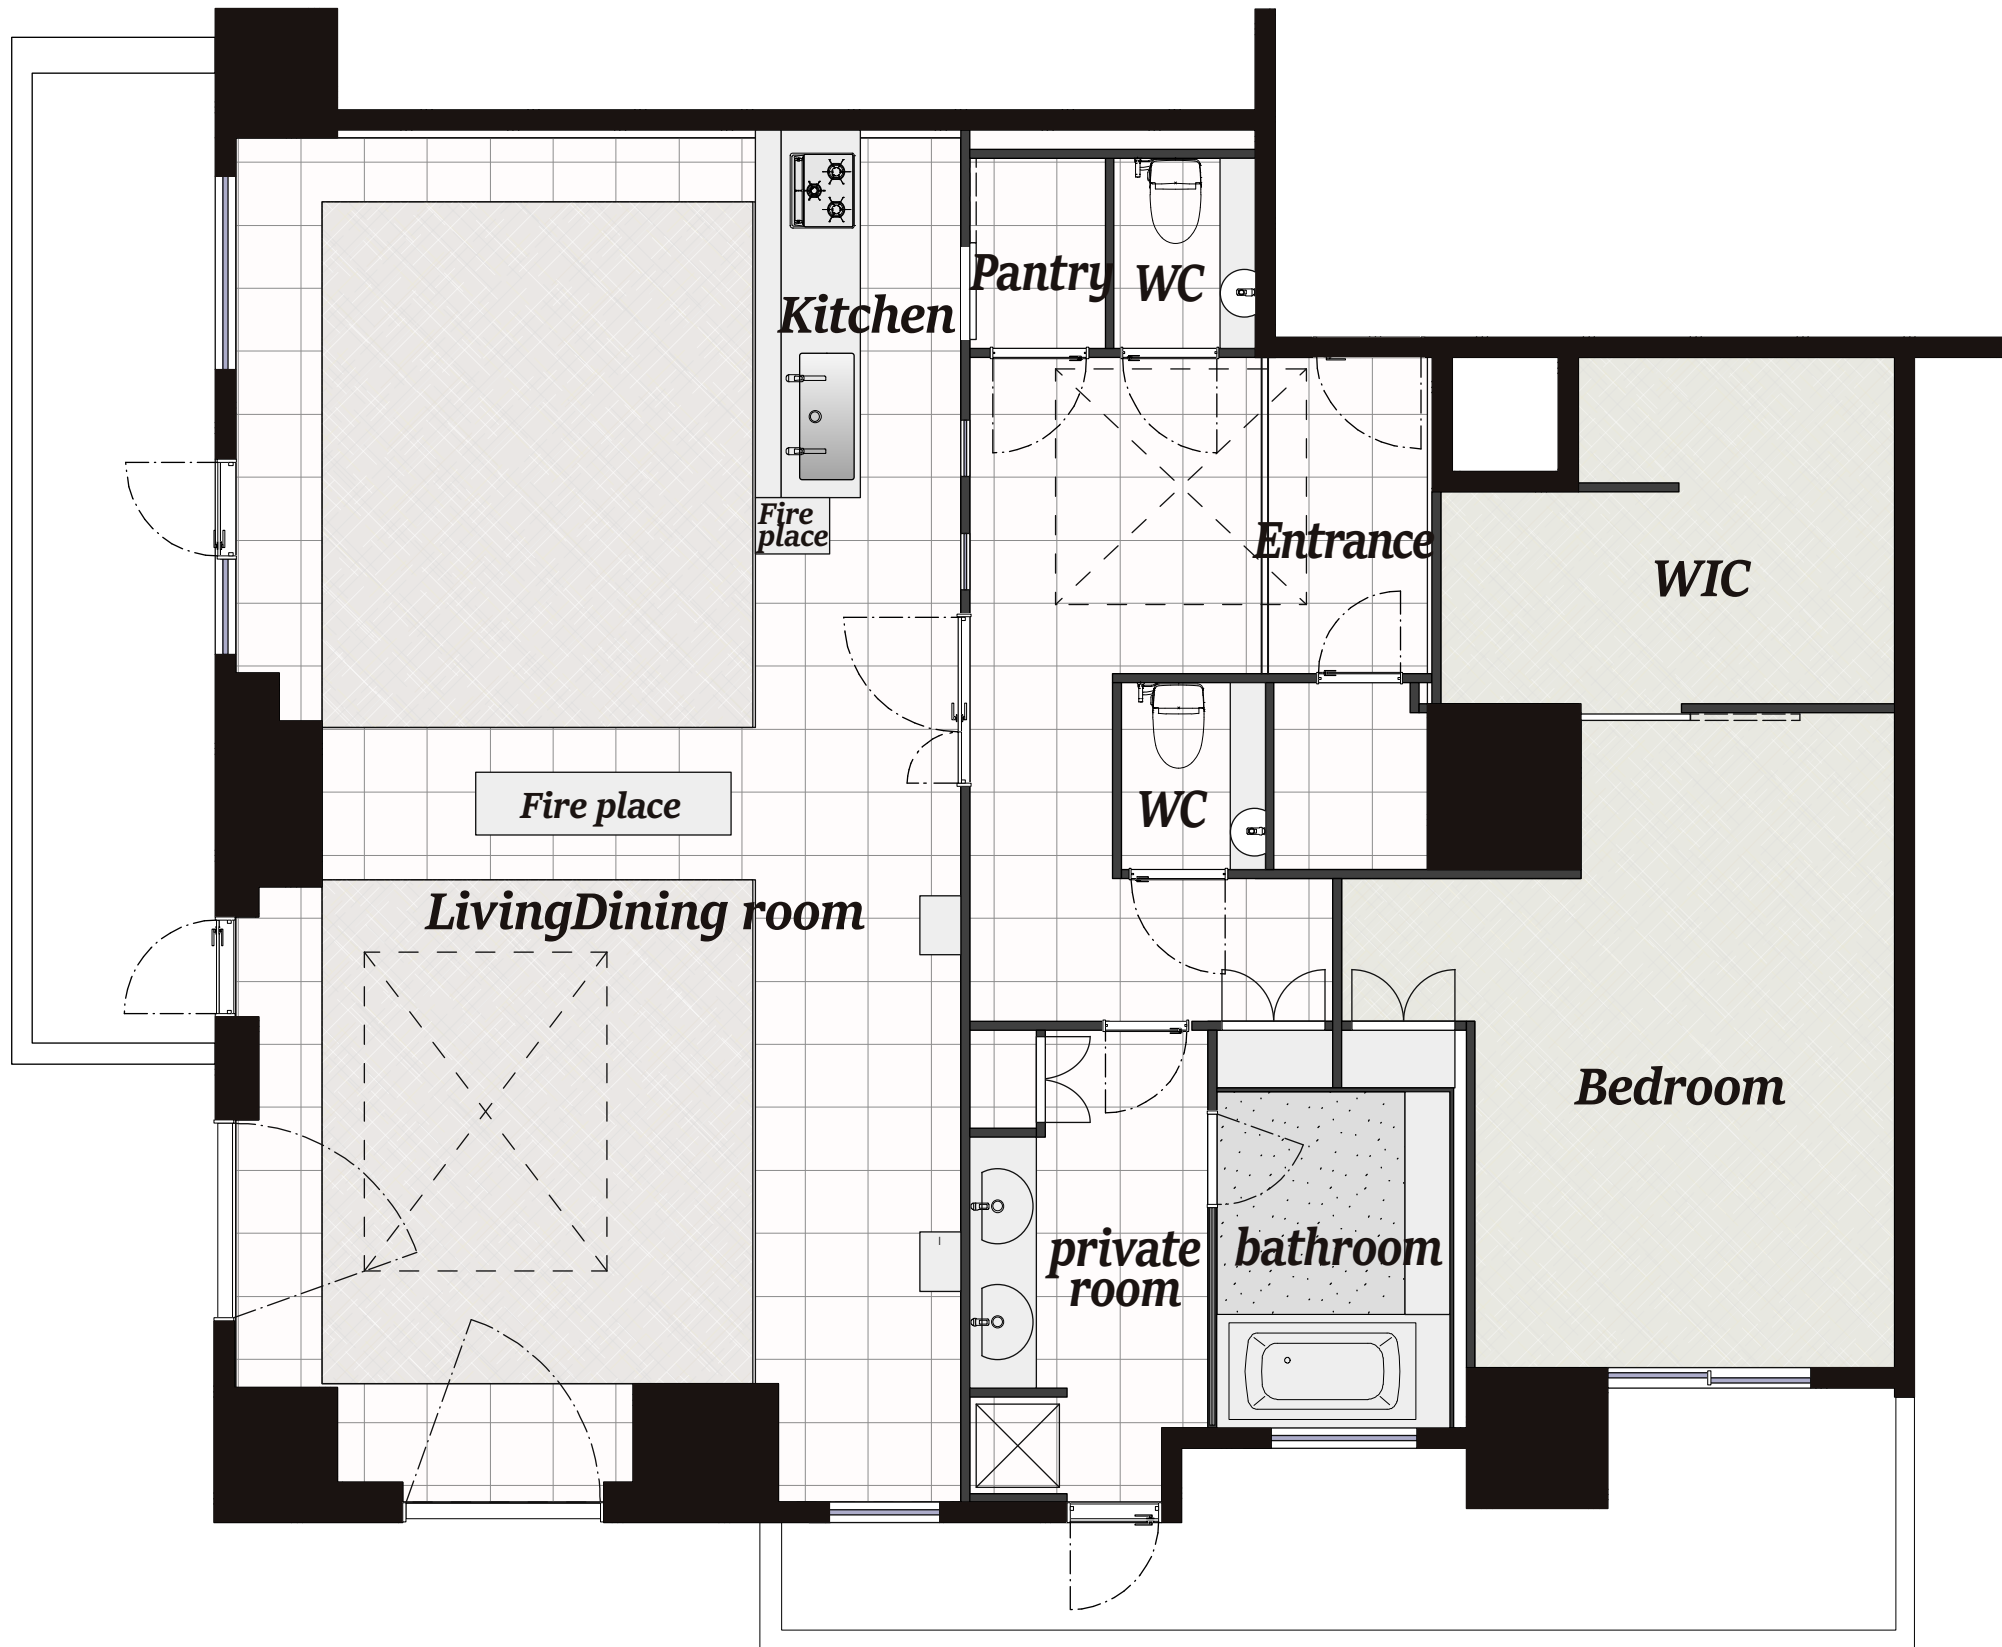 Pantry
WC
Kitchen
Fire
place
Entrance
WIC
Fire place
WC
LivingDining room
Bedroom
private
room
bathroom